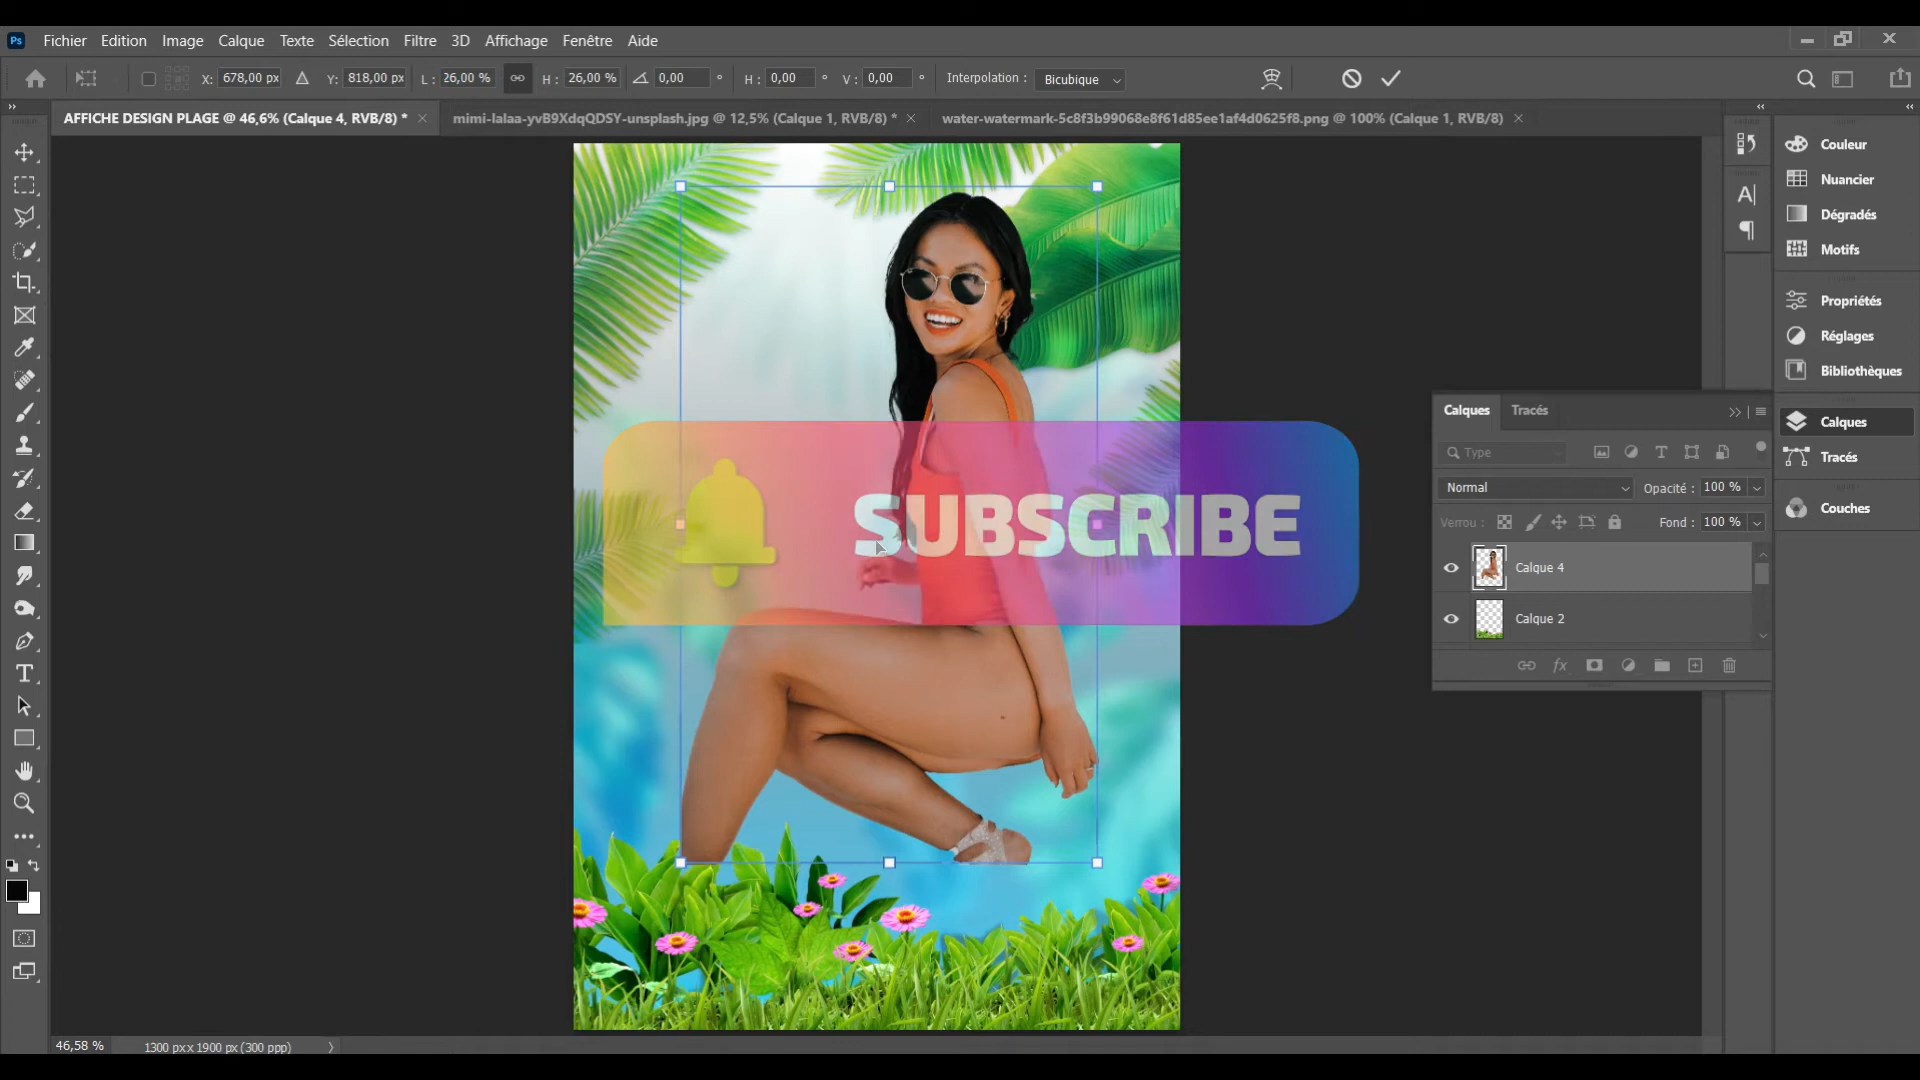 Ps Fichier Edition Image Calque Texte Sélection Filtre 3D Affichage Fenêtre Aide
X: 678,00 px Y: 818,00 px L : 26,00 % H : 26,00 % 0,00 ° H : 0,00 ° V : 0,00 ° Interpolation : Bicubique
AFFICHE DESIGN PLAGE @ 46,6% (Calque 4, RVB/8) * mimi-lalaa-yvB9XdqQDSY-unsplash.jpg @ 12,5% (Calque 1, RVB/8) * water-watermark-5c8f3b99068e8f61d85ee1af4d0625f8.png @ 100% (Calque 1, RVB/8)
Couleur
Nuancier
Dégradés
Motifs
Propriétés
Réglages
Bibliothèques
Calques
Tracés
Couches
Calques Tracés
Type
Normal Opacité : 100 %
Verrou : Fond : 100 %
Calque 4
Calque 2
fx
SUBSCRIBE
46,58 % 1300 px x 1900 px (300 ppp)